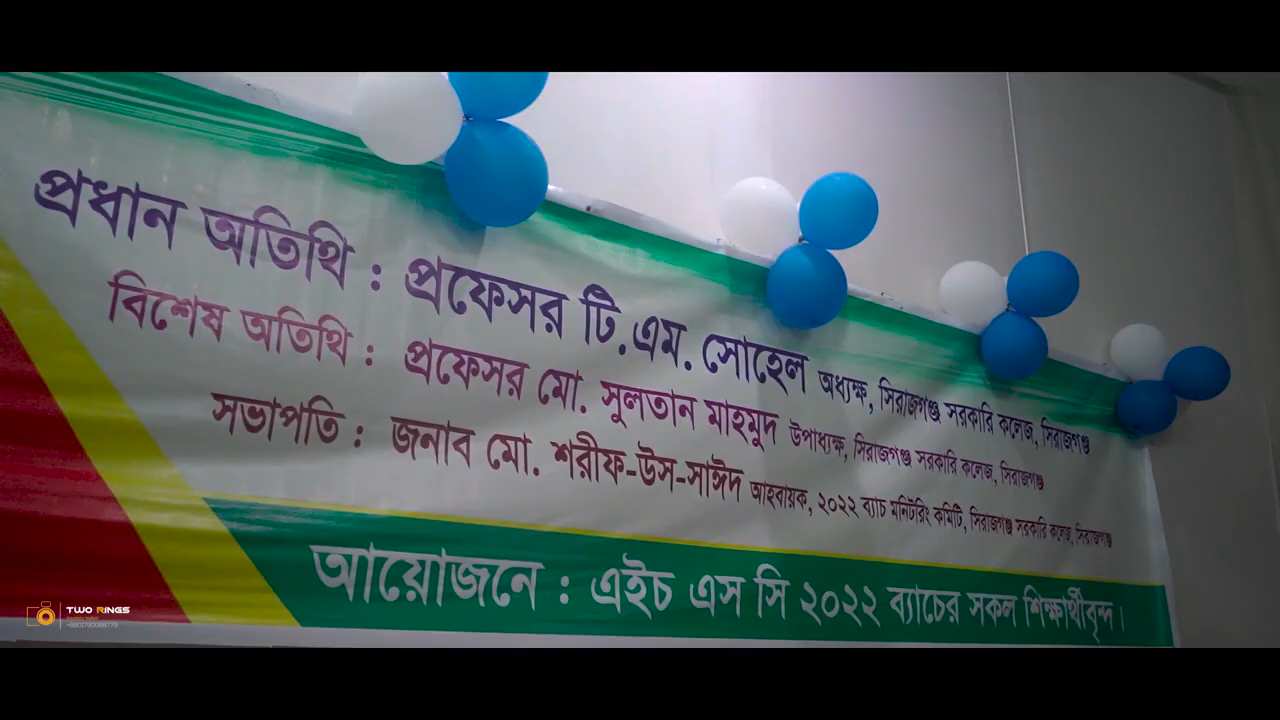 প্রধান অতিথি : প্রফেসর টি.এম. সোহেল অধ্যক্ষ, সিরাজগঞ্জ সরকারি কলেজ, সিরাজগঞ্জ
বিশেষ অতিথি : প্রফেসর মো. সুলতান মাহমুদ উপাধ্যক্ষ, সিরাজগঞ্জ সরকারি কলেজ, সিরাজগঞ্জ
সভাপতি : জনাব মো. শরীফ-উস-সাঈদ আহবায়ক, ২০২২ ব্যাচ মনিটরিং কমিটি, সিরাজগঞ্জ সরকারি কলেজ, সিরাজগঞ্জ
আয়োজনে : এইচ এস সি ২০২২ ব্যাচের সকল শিক্ষার্থীবৃন্দ।
TWO RINGS